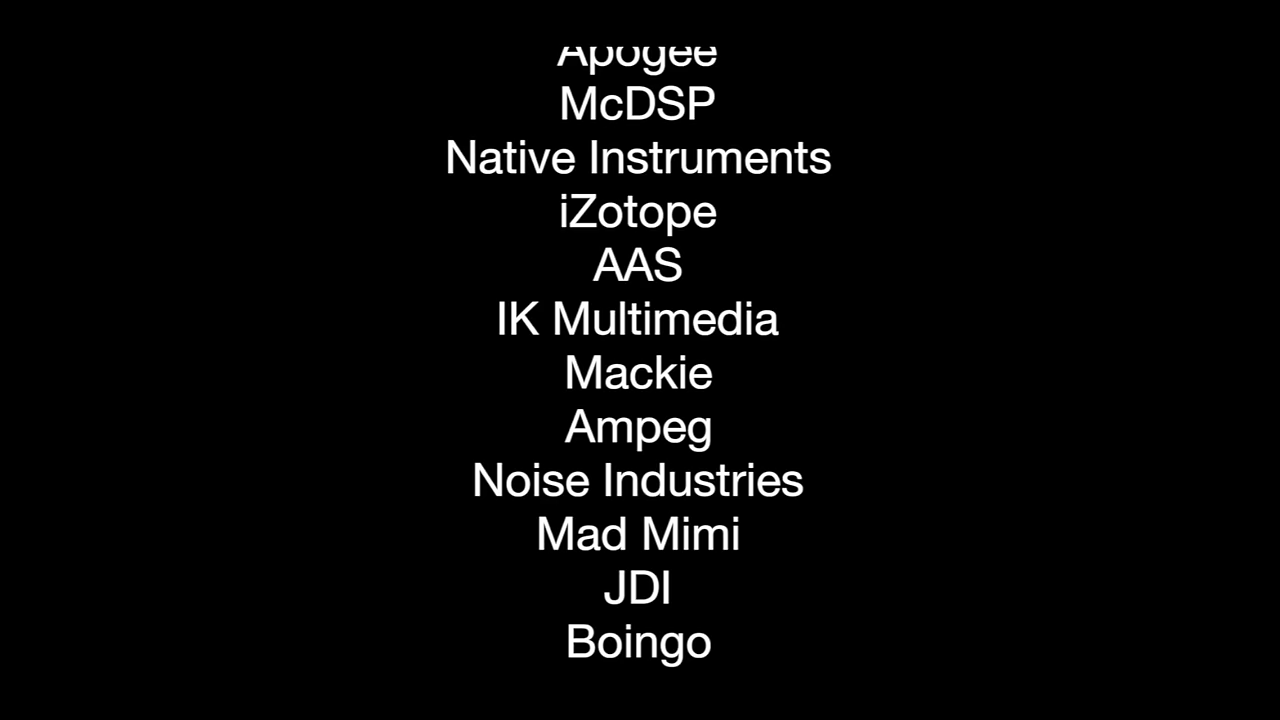 Apogee
McDSP
Native Instruments
iZotope
AAS
IK Multimedia
Mackie
Ampeg
Noise Industries
Mad Mimi
JDI
Boingo